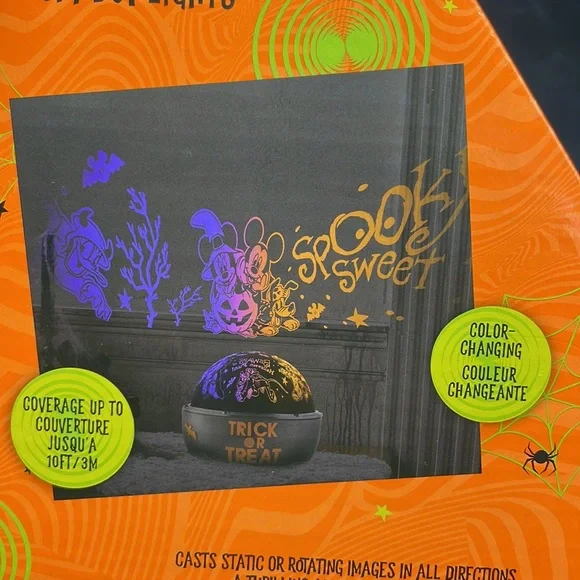 LIGHTS
SPOOKY
e
SWEET
COLOR-
CHANGING
COULEUR
CHANGEANTE
COVERAGE UP TO
COUVERTURE
JUSQU'A
10FT/3M
TRICK
OR
TREAT
CASTS STATIC OR ROTATING IMAGES IN ALL DIRECTIONS